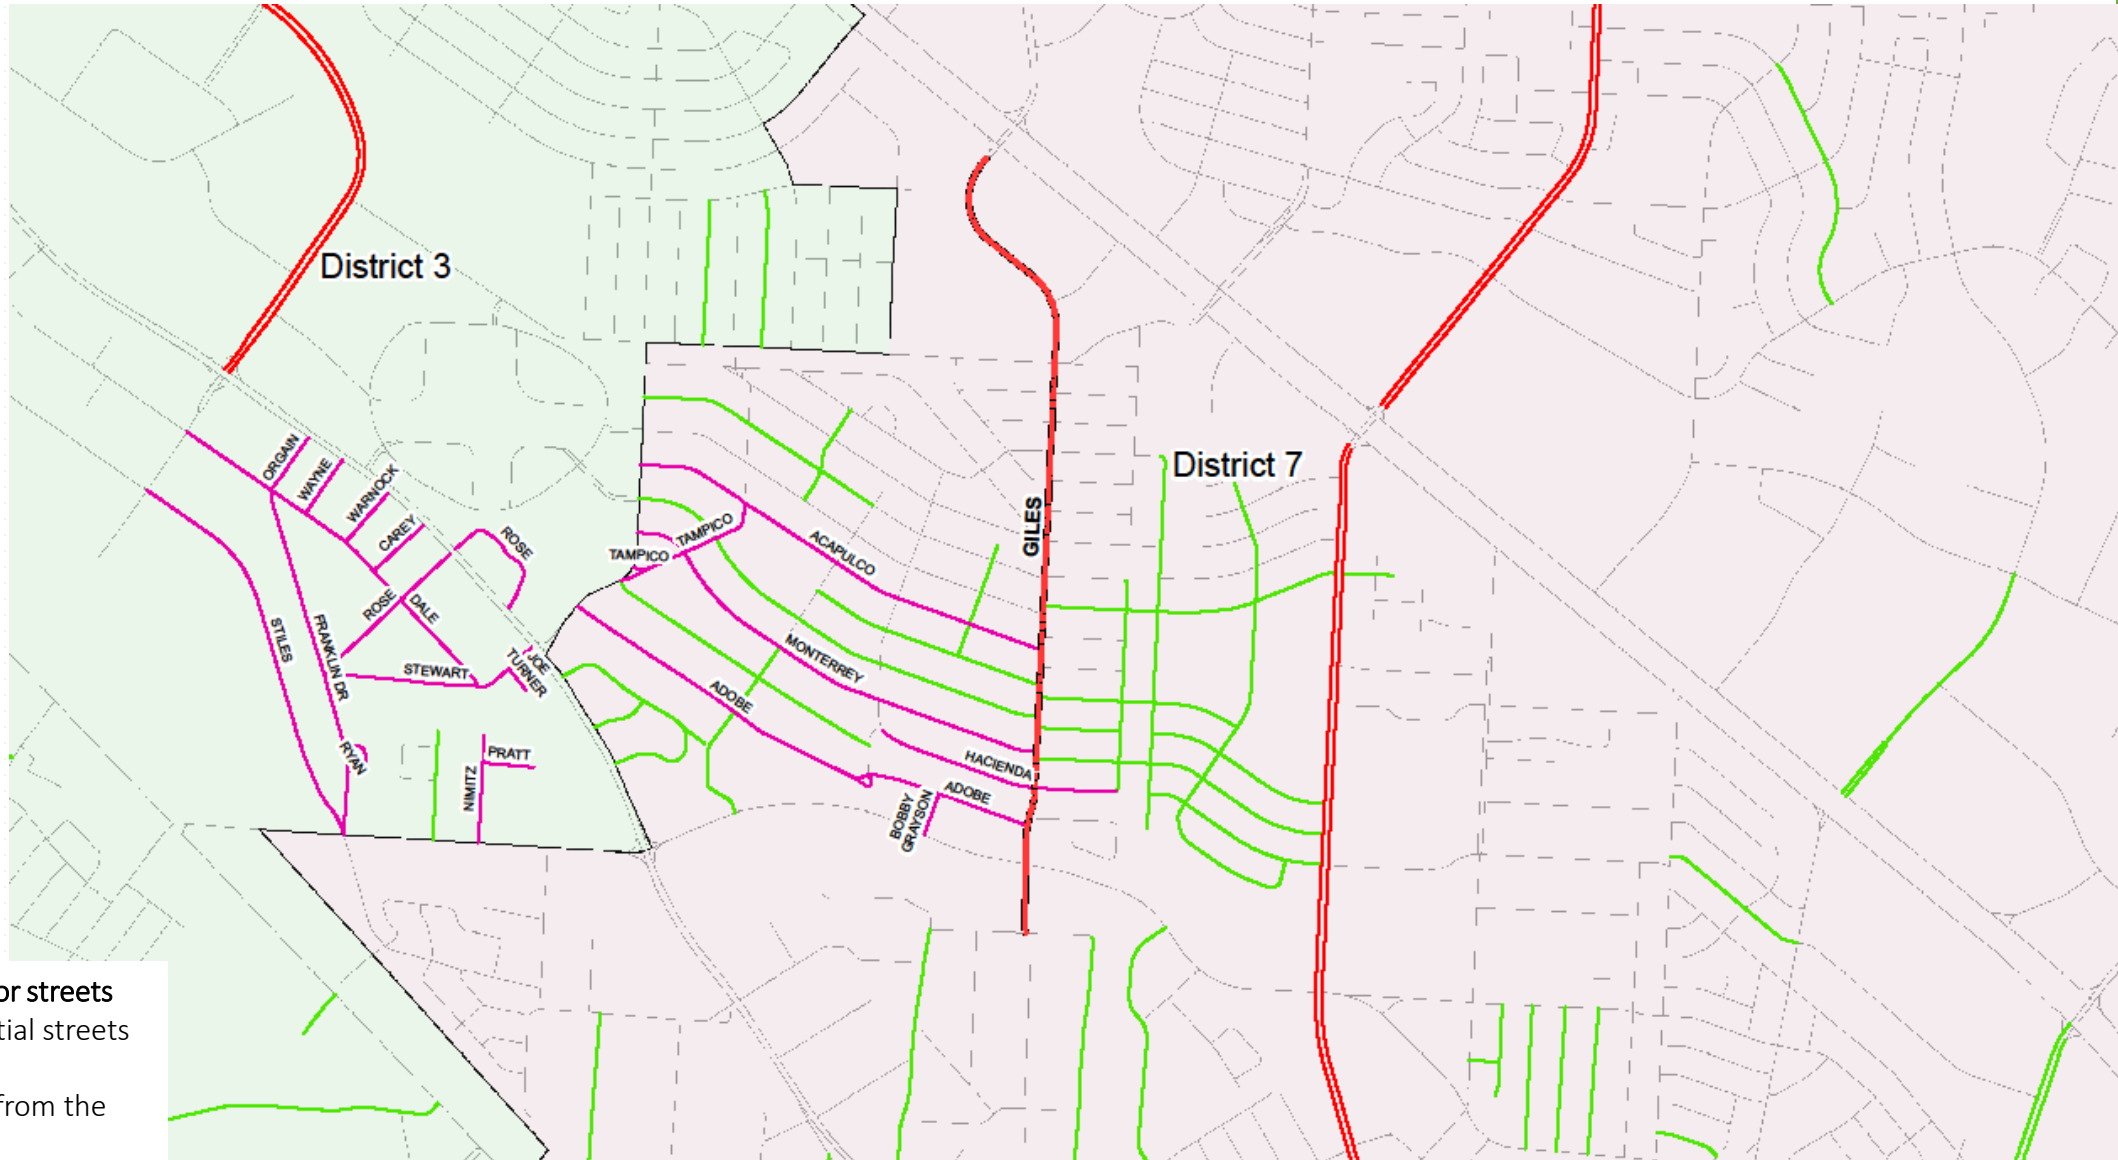 District 3
ORGAIN
WAYNE
WARNOCK
CAREY
ROSE
District 7
GILES
TAMPICO
TAMPICO
ACAPULCO
ROSE
DALE
STILES
FRANKLIN DR
STEWART
JOE
TURNER
MONTERREY
ADOBE
RYAN
PRATT
NIMITZ
HACIENDA
ADOBE
BOBBY
GRAYSON
or streets
tial streets
from the